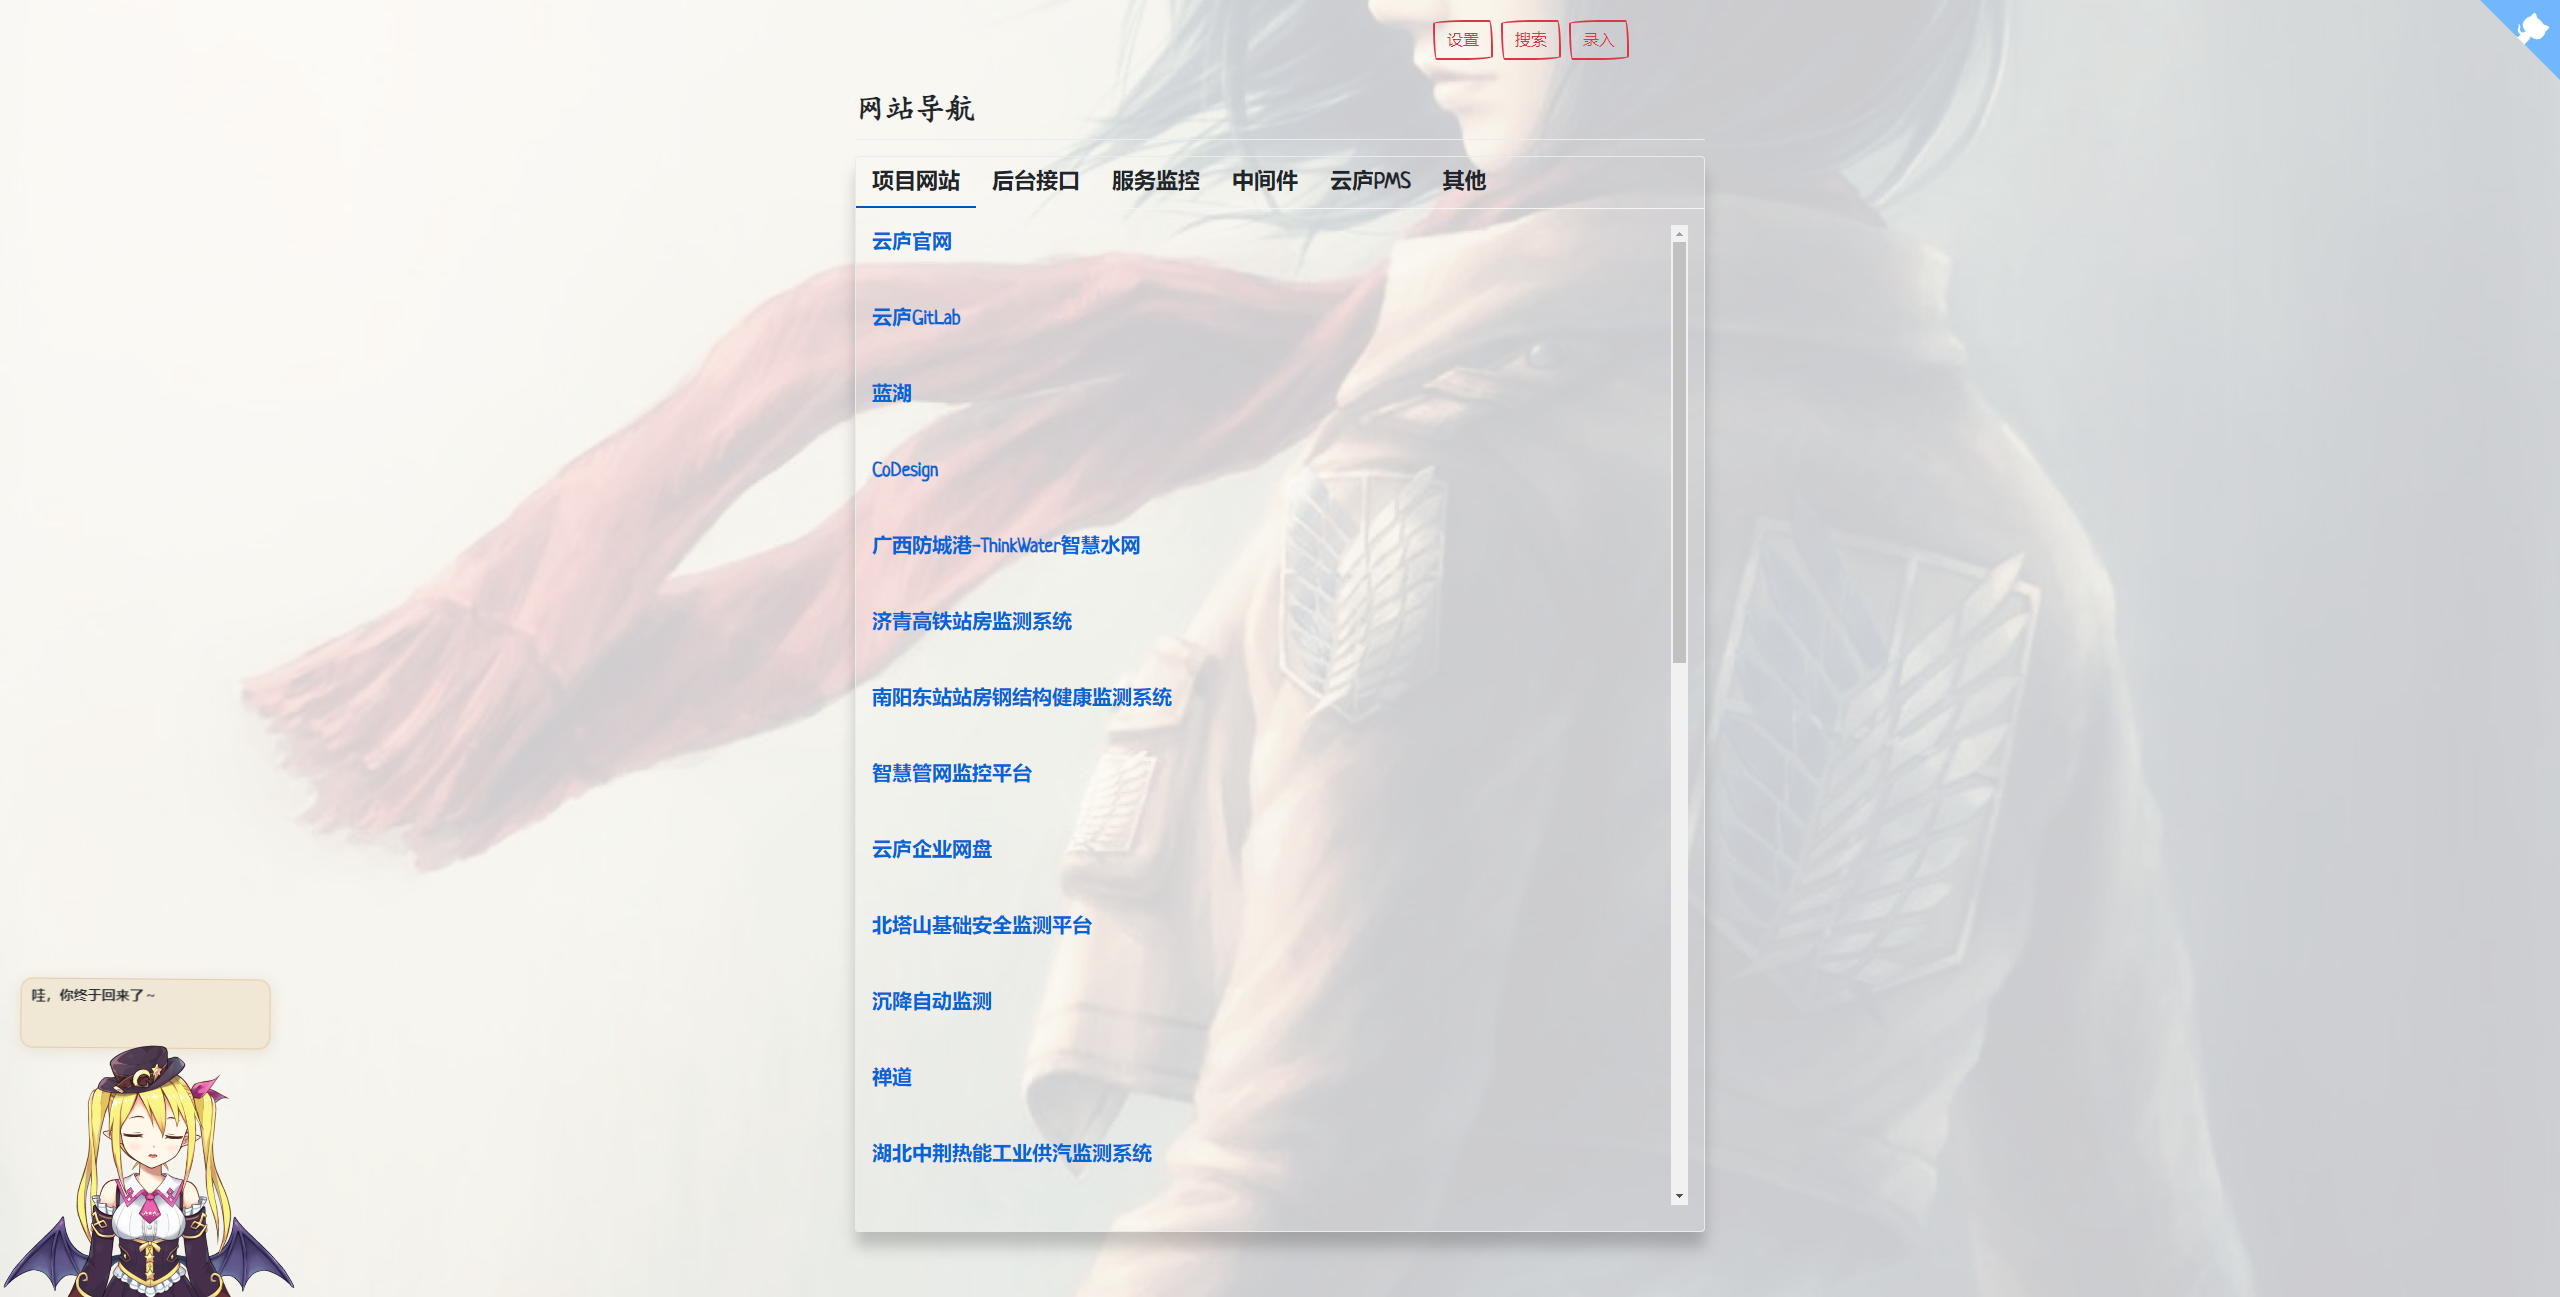 设置 搜索 录入
网站导航
项目网站 后台接口 服务监控 中间件 云庐PMS 其他
云庐官网
云庐GitLab
蓝湖
CoDesign
广西防城港-ThinkWater智慧水网
济青高铁站房监测系统
南阳东站站房钢结构健康监测系统
智慧管网监控平台
云庐企业网盘
北塔山基础安全监测平台
沉降自动监测
禅道
湖北中荆热能工业供汽监测系统
哇，你终于回来了～